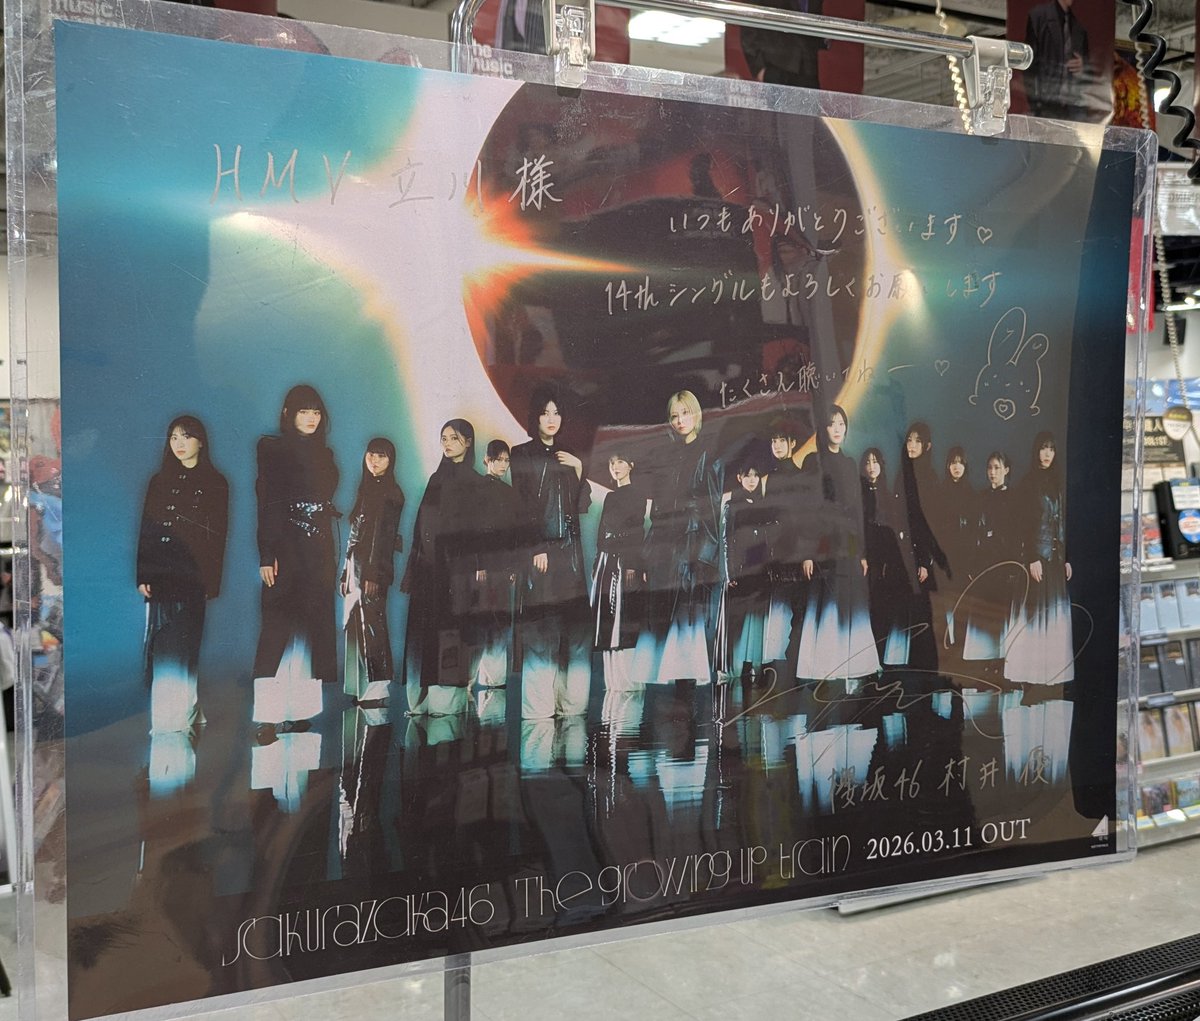 HMV 立川 様
いつもありがとうございます♡
14thシングルもよろしくお願いします
たくさん聴いてねー ♡
櫻坂46 村井 優
sakurazaka46 The growing up train 2026.03.11 OUT